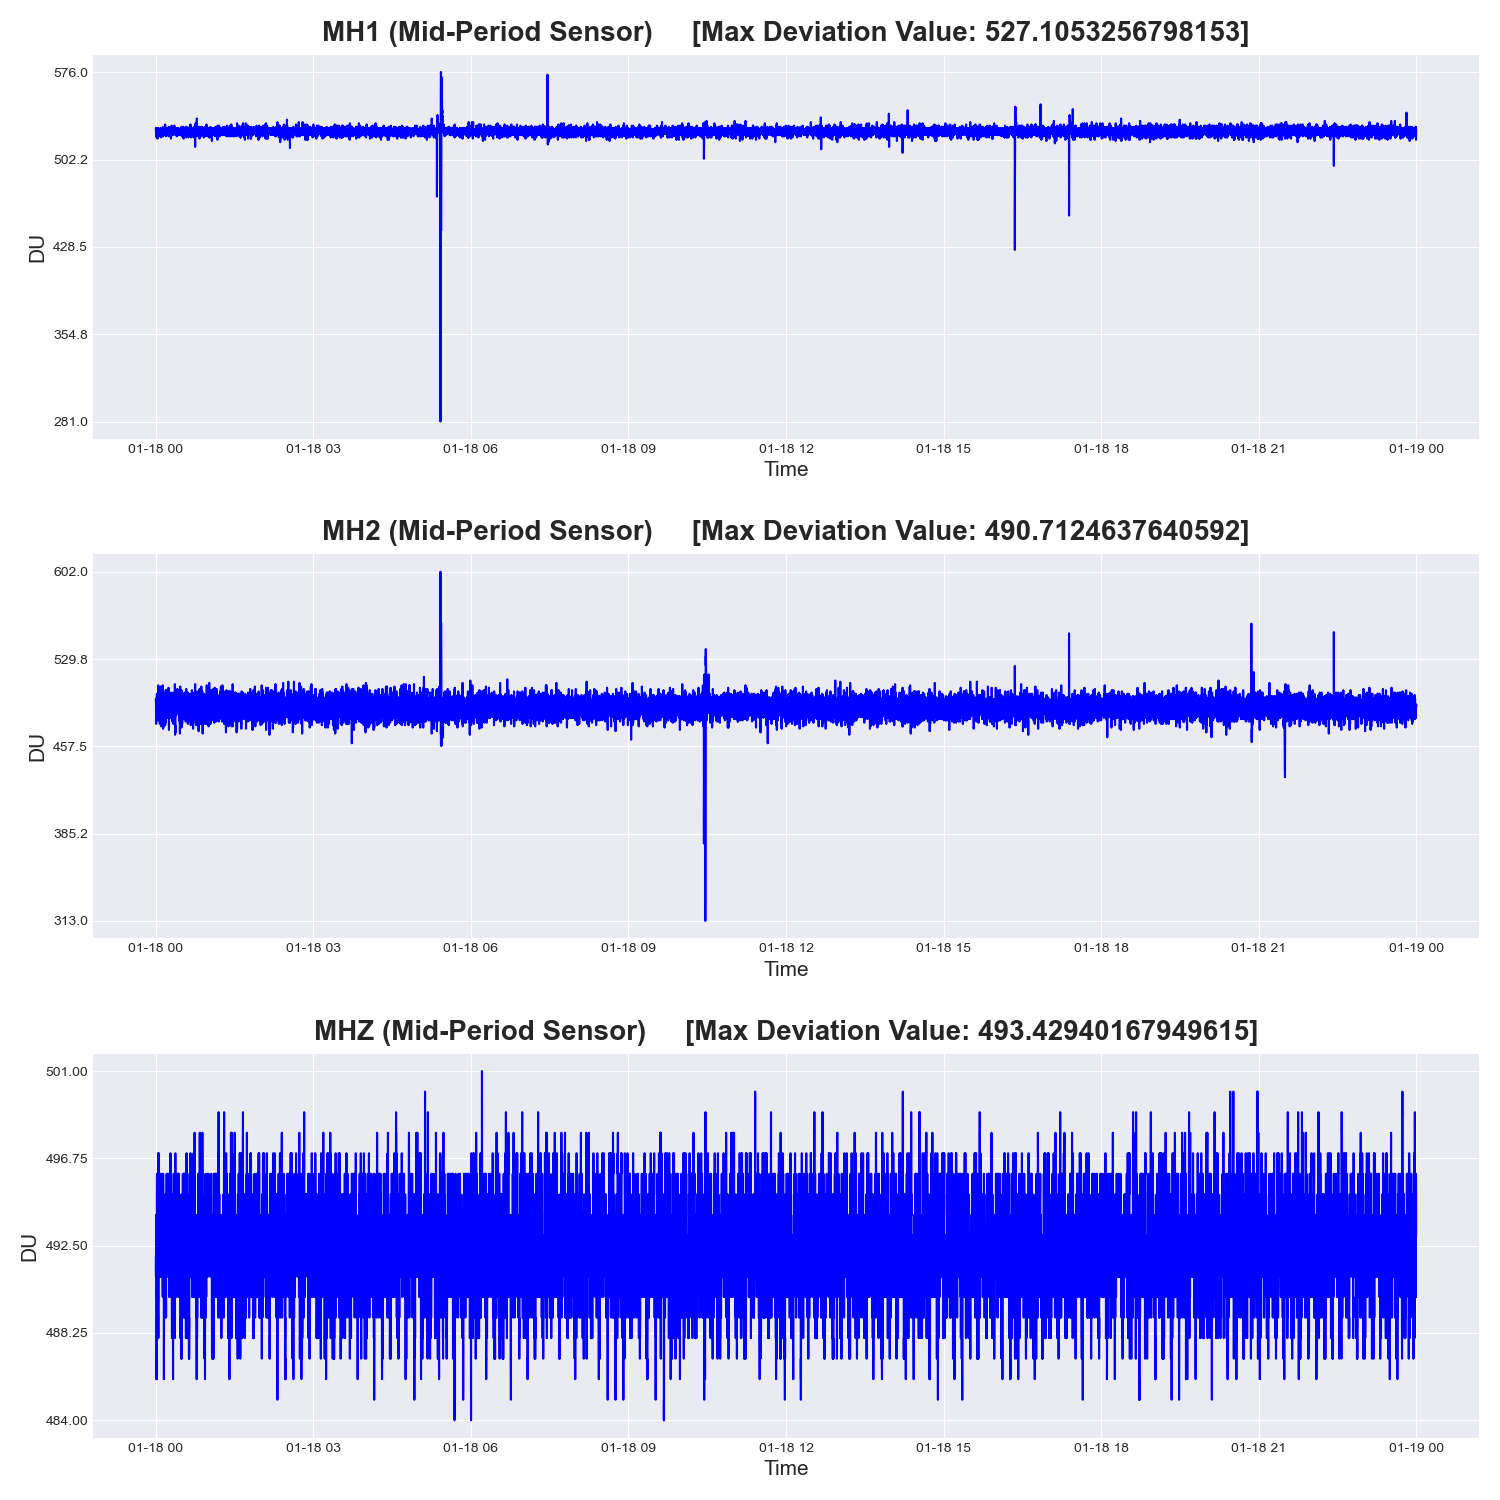 MH1 (Mid-Period Sensor)     [Max Deviation Value: 527.1053256798153]
576.0
502.2
428.5
354.8
281.0
DU
01-18 00 01-18 03 01-18 06 01-18 09 01-18 12 01-18 15 01-18 18 01-18 21 01-19 00
Time
MH2 (Mid-Period Sensor)     [Max Deviation Value: 490.7124637640592]
602.0
529.8
457.5
385.2
313.0
DU
01-18 00 01-18 03 01-18 06 01-18 09 01-18 12 01-18 15 01-18 18 01-18 21 01-19 00
Time
MHZ (Mid-Period Sensor)     [Max Deviation Value: 493.42940167949615]
501.00
496.75
492.50
488.25
484.00
DU
01-18 00 01-18 03 01-18 06 01-18 09 01-18 12 01-18 15 01-18 18 01-18 21 01-19 00
Time